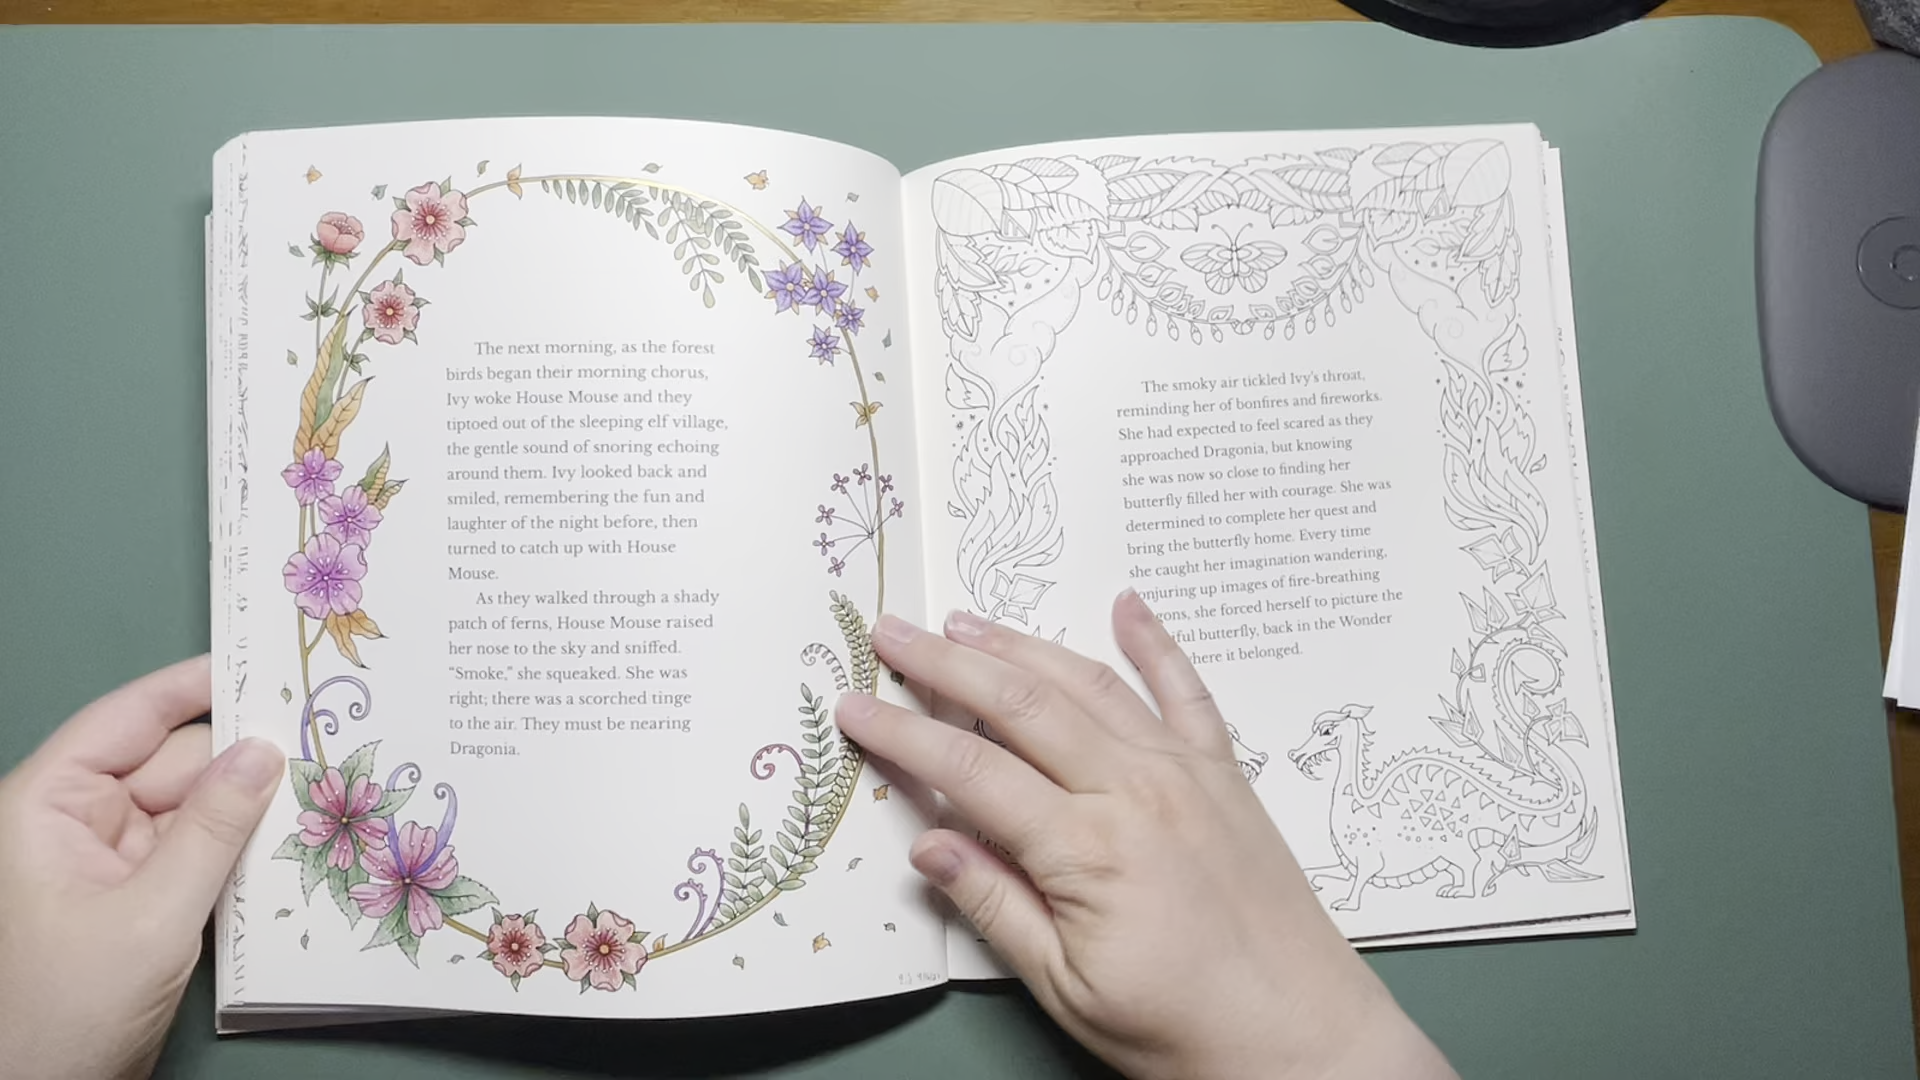 The next morning, as the forest
birds began their morning chorus,
Ivy woke House Mouse and they
tiptoed out of the sleeping elf village,
the gentle sound of snoring echoing
around them. Ivy looked back and
smiled, remembering the fun and
laughter of the night before, then
turned to catch up with House
Mouse.
As they walked through a shady
patch of ferns, House Mouse raised
her nose to the sky and sniffed.
“Smoke,” she squeaked. She was
right; there was a scorched tinge
to the air. They must be nearing
Dragonia.
The smoky air tickled Ivy’s throat,
reminding her of bonfires and fireworks.
She had expected to feel scared as they
approached Dragonia, but knowing
she was now so close to finding her
butterfly filled her with courage. She was
determined to complete her quest and
bring the butterfly home. Every time
she caught her imagination wandering,
onjuring up images of fire-breathing
gons, she forced herself to picture the
iful butterfly, back in the Wonder
here it belonged.